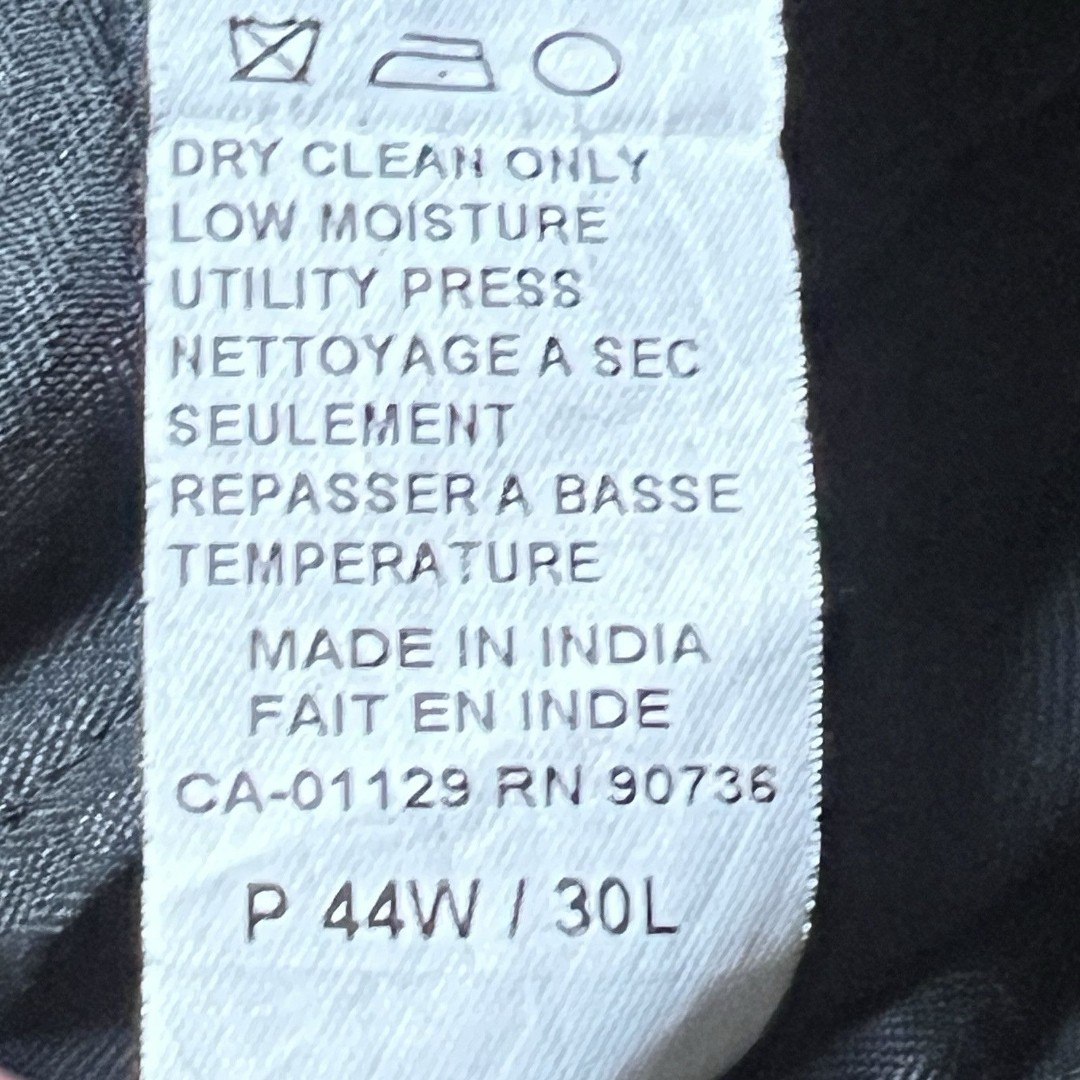 DRY CLEAN ONLY
LOW MOISTURE
UTILITY PRESS
NETTOYAGE A SEC
SEULEMENT
REPASSER A BASSE
TEMPERATURE
MADE IN INDIA
FAIT EN INDE
CA-01129 RN 90736
P 44W / 30L